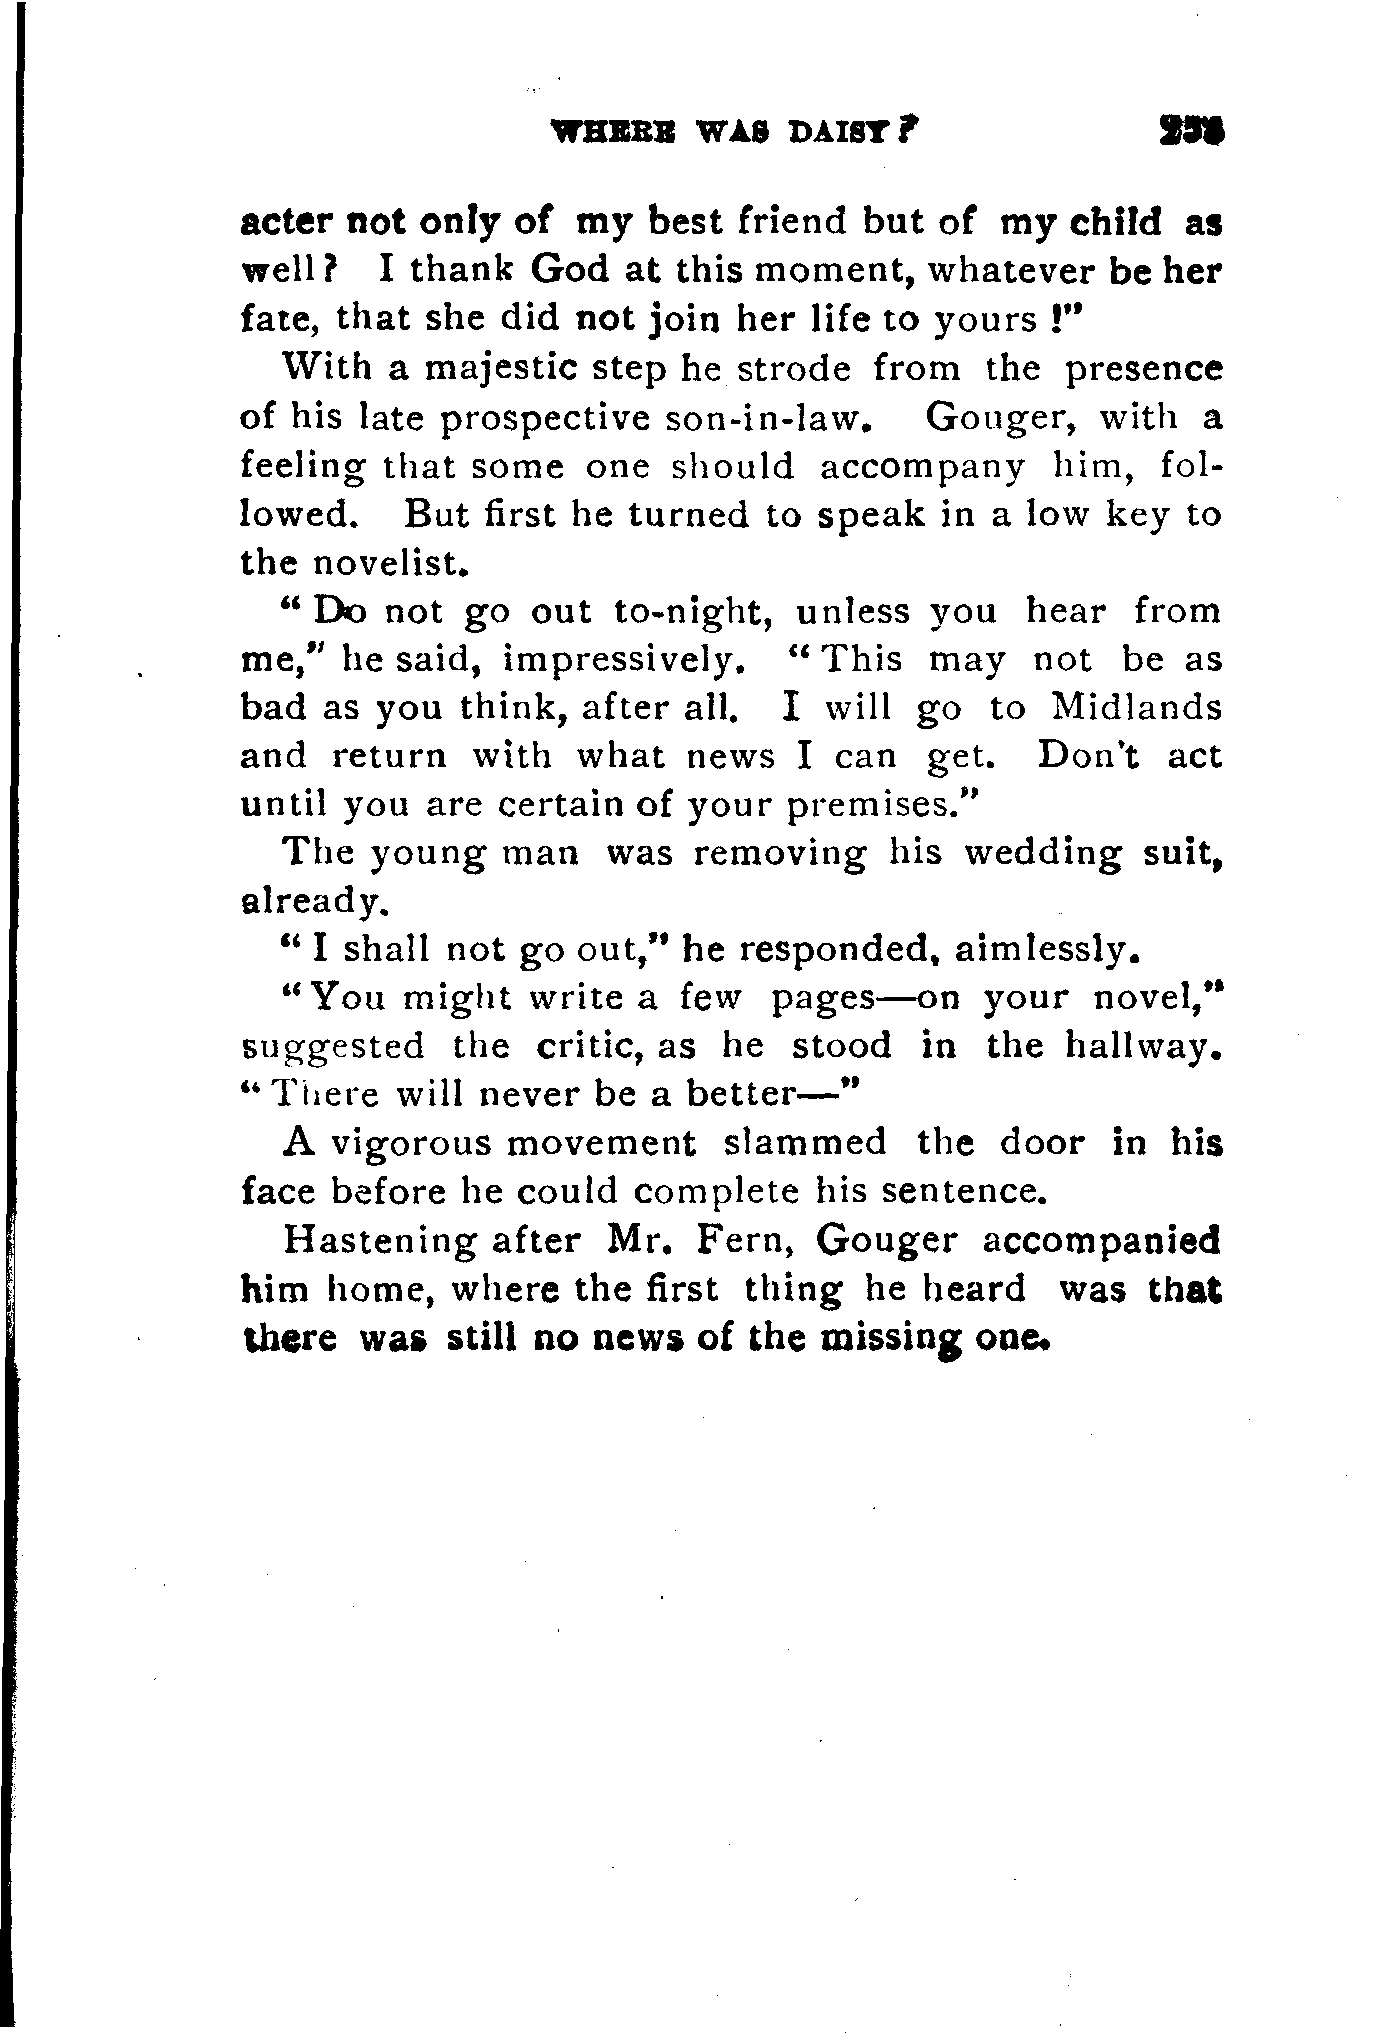 WHERE WAS DAISY?
acter not only of my best friend but of my child as
well? I thank God at this moment, whatever be her
fate, that she did not join her life to yours !"
With a majestic step he strode from the presence
of his late prospective son-in-law. Gouger, with a
feeling that some one should accompany him, fol-
lowed. But first he turned to speak in a low key to
the novelist.
" Do not go out to-night, unless you hear from
me," he said, impressively. " This may not be as
bad as you think, after all. I will go to Midlands
and return with what news I can get. Don't act
until you are certain of your premises."
The young man was removing his wedding suit,
already.
" I shall not go out," he responded, aimlessly.
" You might write a few pages—on your novel,"
suggested the critic, as he stood in the hallway.
" There will never be a better—"
A vigorous movement slammed the door in his
face before he could complete his sentence.
Hastening after Mr. Fern, Gouger accompanied
him home, where the first thing he heard was that
there was still no news of the missing one.